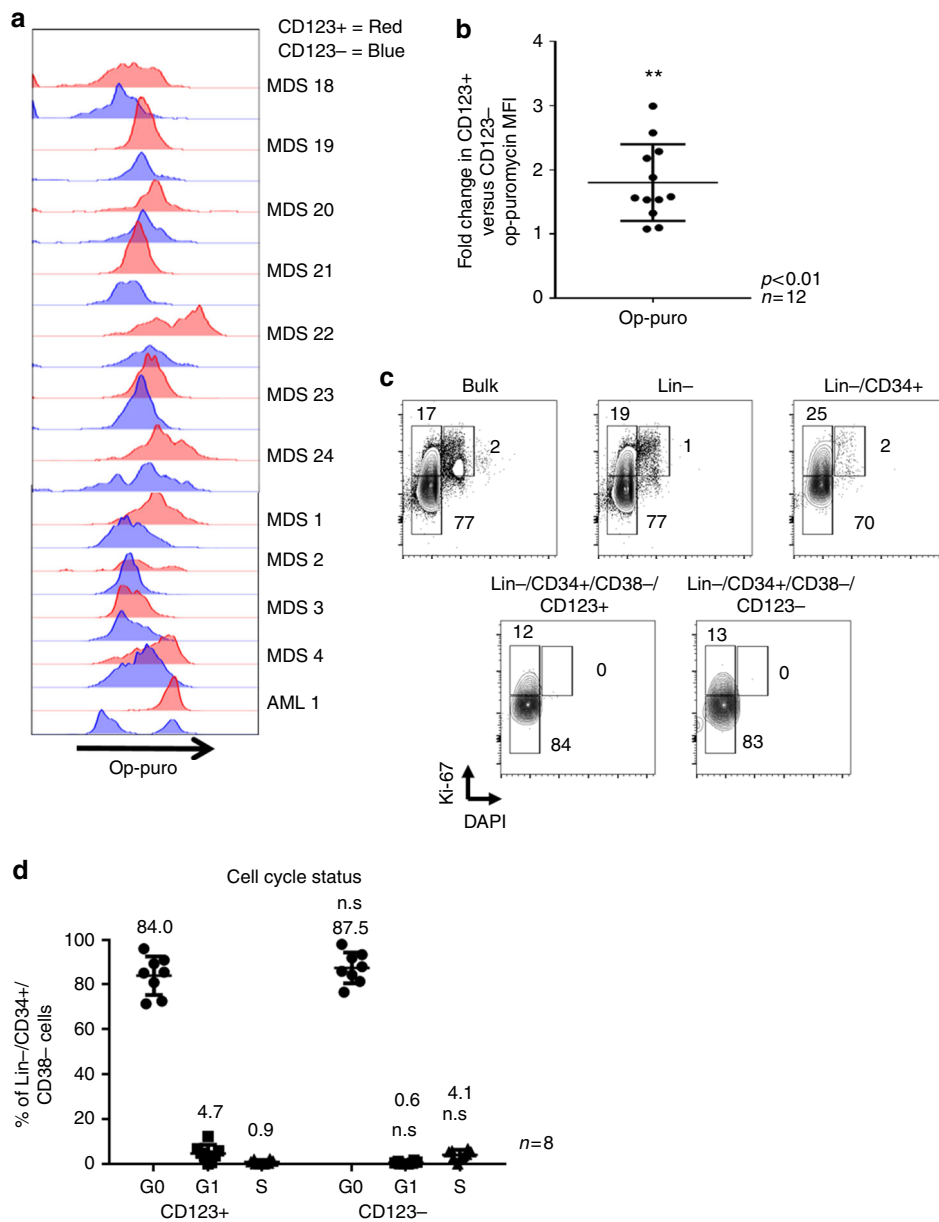 a
CD123+ = Red
CD123– = Blue
MDS 18
MDS 19
MDS 20
MDS 21
MDS 22
MDS 23
MDS 24
MDS 1
MDS 2
MDS 3
MDS 4
AML 1
Op-puro
b
Fold change in CD123+
versus CD123–
op-puromycin MFI
4
3
2
1
0
**
Op-puro
p<0.01
n=12
c
Bulk
17
2
77
Lin–
19
1
77
Lin–/CD34+
25
2
70
Lin–/CD34+/CD38–/
CD123+
12
0
84
Lin–/CD34+/CD38–/
CD123–
13
0
83
Ki-67
DAPI
d
Cell cycle status
% of Lin–/CD34+/
CD38– cells
100
80
60
40
20
0
84.0
4.7
0.9
n.s
87.5
0.6
n.s
4.1
n.s
n=8
G0
G1
S
G0
G1
S
CD123+
CD123–